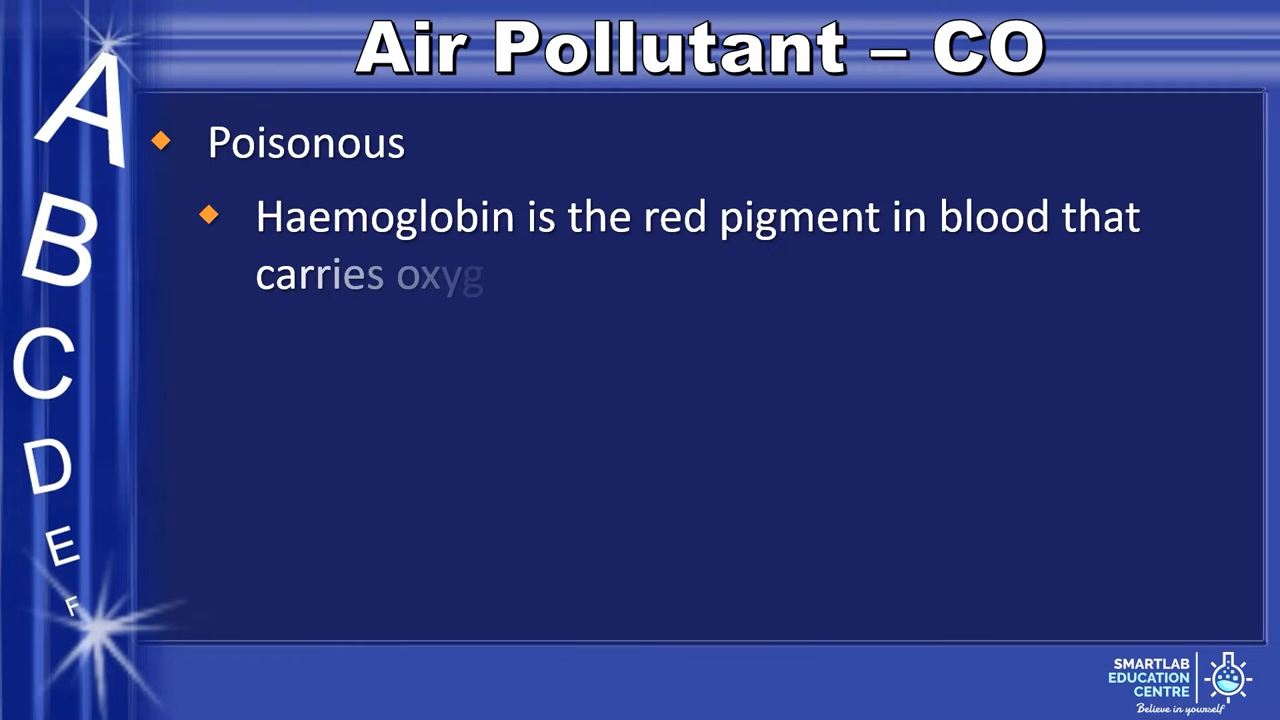 Air Pollutant – CO
A
B
C
D
E
F
Poisonous
Haemoglobin is the red pigment in blood that
carries oxyg
SMARTLAB
EDUCATION
CENTRE
Believe in yourself